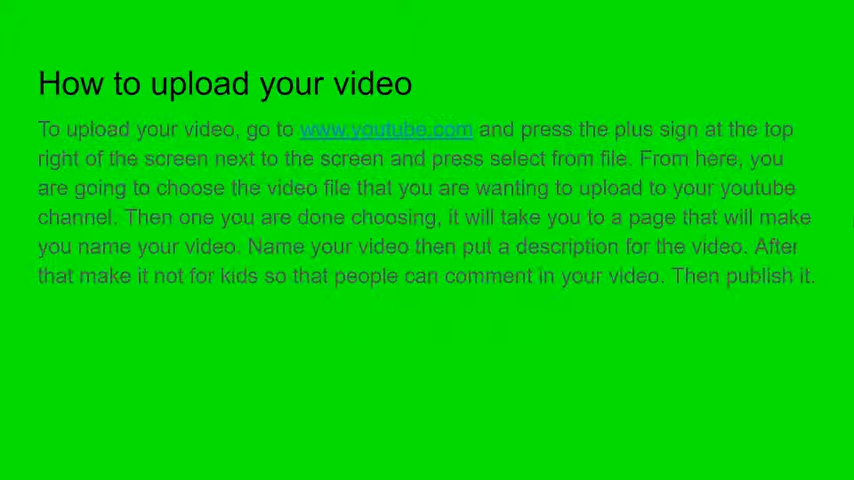 How to upload your video
To upload your video, go to www.youtube.com and press the plus sign at the top
right of the screen next to the screen and press select from file. From here, you
are going to choose the video file that you are wanting to upload to your youtube
channel. Then one you are done choosing, it will take you to a page that will make
you name your video. Name your video then put a description for the video. After
that make it not for kids so that people can comment in your video. Then publish it.